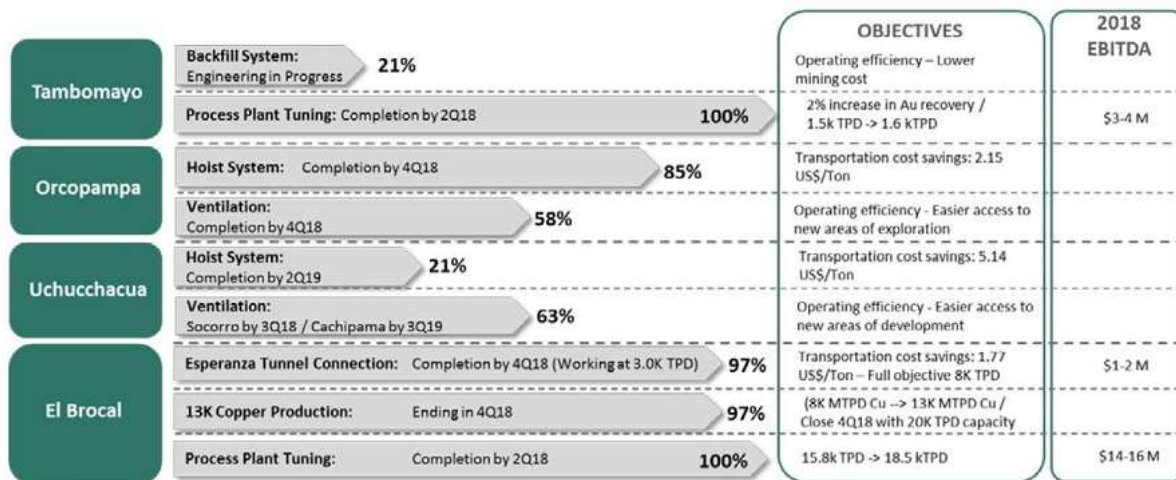 OBJECTIVES
2018
EBITDA
Tambomayo
Backfill System:
Engineering in Progress
21%
Operating efficiency – Lower
mining cost
Process Plant Tuning: Completion by 2Q18
100%
2% increase in Au recovery /
1.5k TPD -> 1.6 kTPD
$3-4 M
Orcopampa
Hoist System: Completion by 4Q18
85%
Transportation cost savings: 2.15
US$/Ton
Ventilation:
Completion by 4Q18
58%
Operating efficiency - Easier access to
new areas of exploration
Uchucchacua
Hoist System:
Completion by 2Q19
21%
Transportation cost savings: 5.14
US$/Ton
Ventilation:
Socorro by 3Q18 / Cachipama by 3Q19
63%
Operating efficiency - Easier access to
new areas of development
El Brocal
Esperanza Tunnel Connection: Completion by 4Q18 (Working at 3.0K TPD)
97%
Transportation cost savings: 1.77
US$/Ton – Full objective 8K TPD
$1-2 M
13K Copper Production: Ending in 4Q18
97%
(8K MTPD Cu --> 13K MTPD Cu /
Close 4Q18 with 20K TPD capacity
Process Plant Tuning: Completion by 2Q18
100%
15.8k TPD -> 18.5 kTPD
$14-16 M